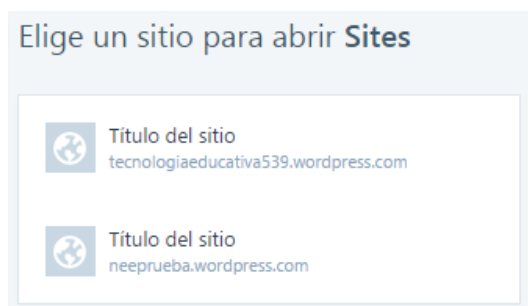 Elige un sitio para abrir Sites
Título del sitio
tecnologiaeducativa539.wordpress.com
Título del sitio
neeprueba.wordpress.com